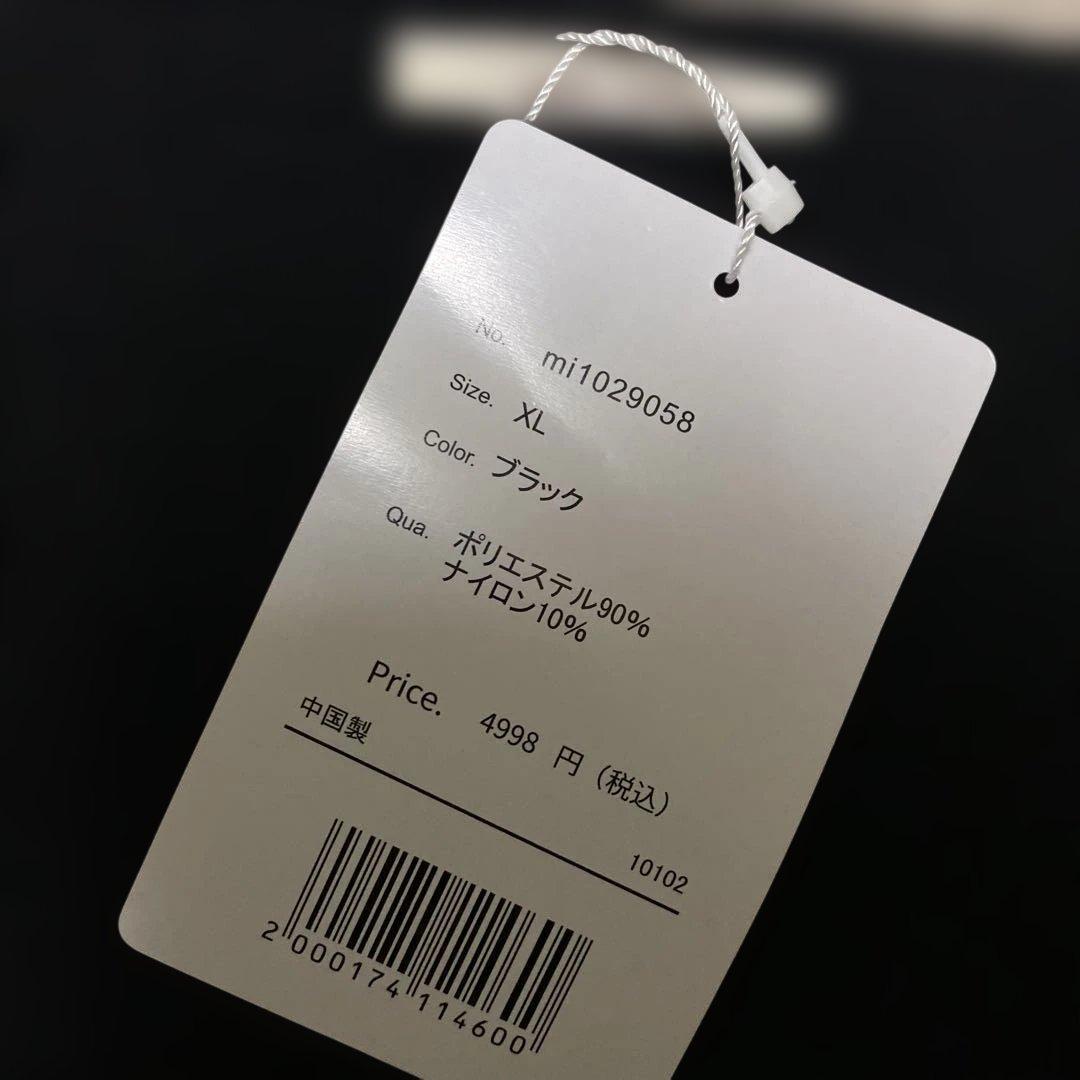 No. mi1029058
Size. XL
Color. ブラック
Qua. ポリエステル90%
ナイロン10%
Price. 4998 円（税込）
中国製
10102
2 000174 114600